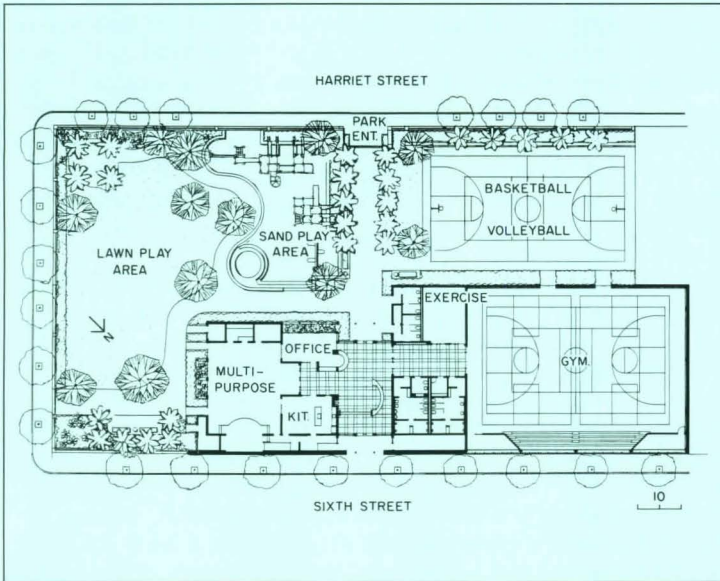 HARRIET STREET
PARK
ENT.
BASKETBALL
VOLLEYBALL
LAWN PLAY
AREA
SAND PLAY
AREA
N
EXERCISE
OFFICE
MULTI-
PURPOSE
KIT.
GYM.
SIXTH STREET
10